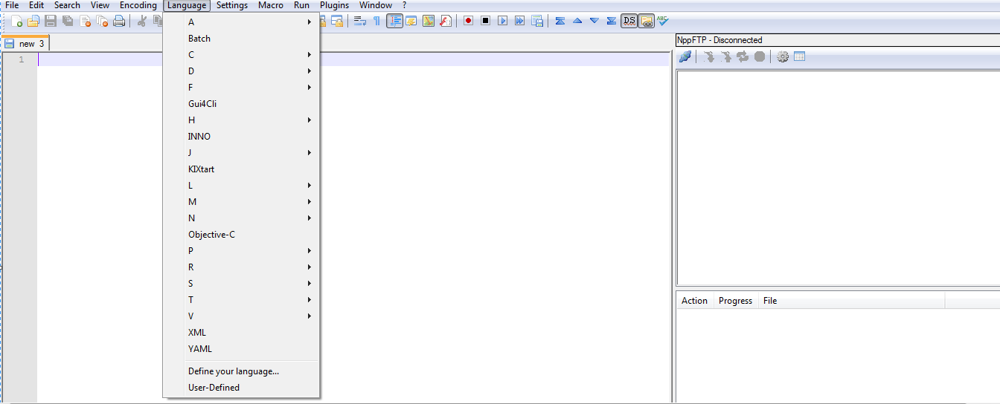 File Edit Search View Encoding Language Settings Macro Run Plugins Window ?
ABC
new 3
1
A
Batch
C
D
F
Gui4Cli
H
INNO
J
KIXtart
L
M
N
Objective-C
P
R
S
T
V
XML
YAML
Define your language...
User-Defined
NppFTP - Disconnected
Action Progress File